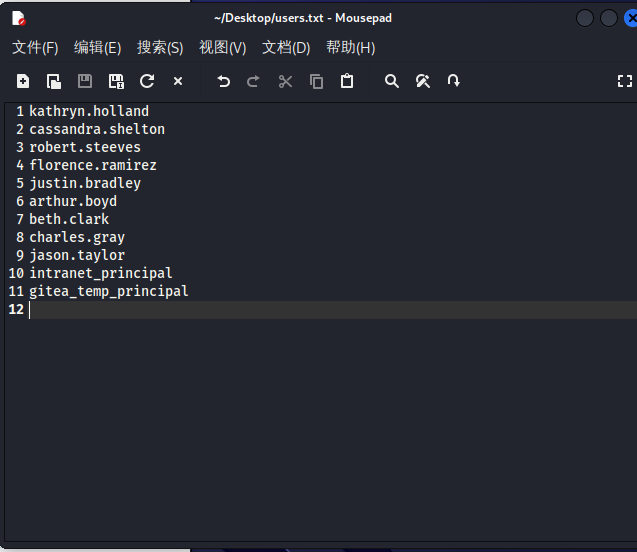 ~/Desktop/users.txt - Mousepad
文件(F) 编辑(E) 搜索(S) 视图(V) 文档(D) 帮助(H)
1 kathryn.holland
2 cassandra.shelton
3 robert.steeves
4 florence.ramirez
5 justin.bradley
6 arthur.boyd
7 beth.clark
8 charles.gray
9 jason.taylor
10 intranet_principal
11 gitea_temp_principal
12